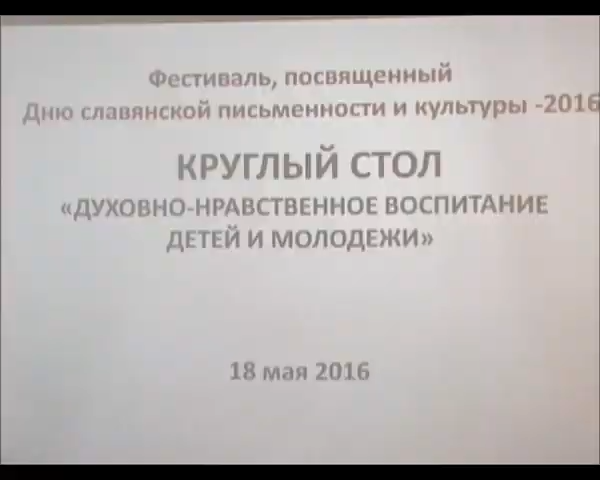 Фестиваль, посвященный
Дню славянской письменности и культуры -2016
КРУГЛЫЙ СТОЛ
«ДУХОВНО-НРАВСТВЕННОЕ ВОСПИТАНИЕ
ДЕТЕЙ И МОЛОДЕЖИ»
18 мая 2016